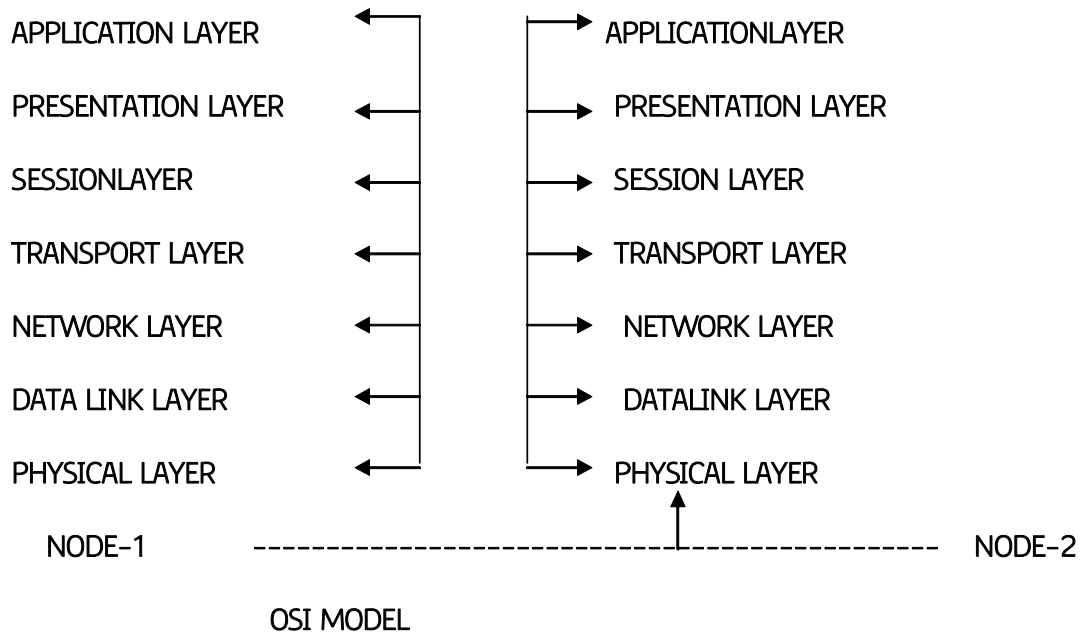 APPLICATION LAYER APPLICATIONLAYER
PRESENTATION LAYER PRESENTATION LAYER
SESSIONLAYER SESSION LAYER
TRANSPORT LAYER TRANSPORT LAYER
NETWORK LAYER NETWORK LAYER
DATA LINK LAYER DATALINK LAYER
PHYSICAL LAYER PHYSICAL LAYER
NODE-1 NODE-2
OSI MODEL